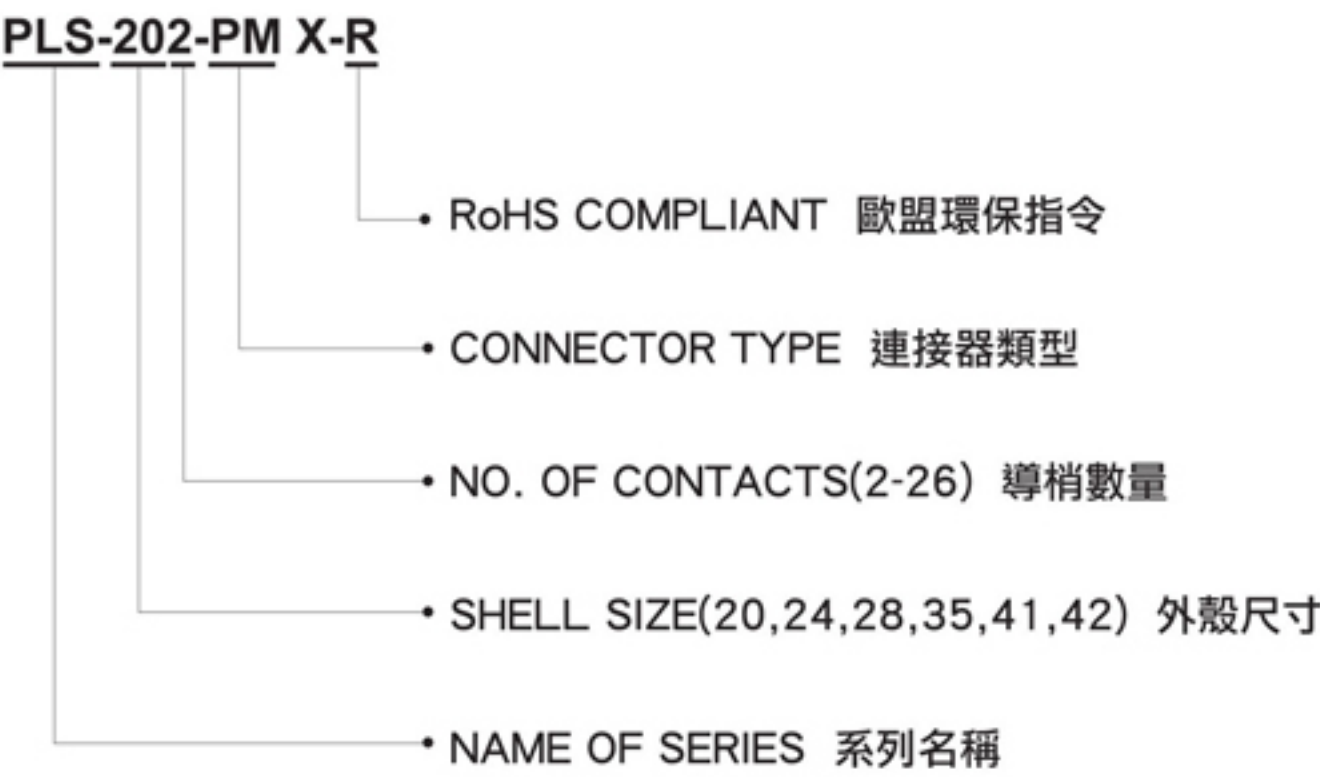 PLS-202-PM X-R
RoHS COMPLIANT 歐盟環保指令
CONNECTOR TYPE 連接器類型
NO. OF CONTACTS(2-26) 導梢數量
SHELL SIZE(20,24,28,35,41,42) 外殼尺寸
NAME OF SERIES 系列名稱